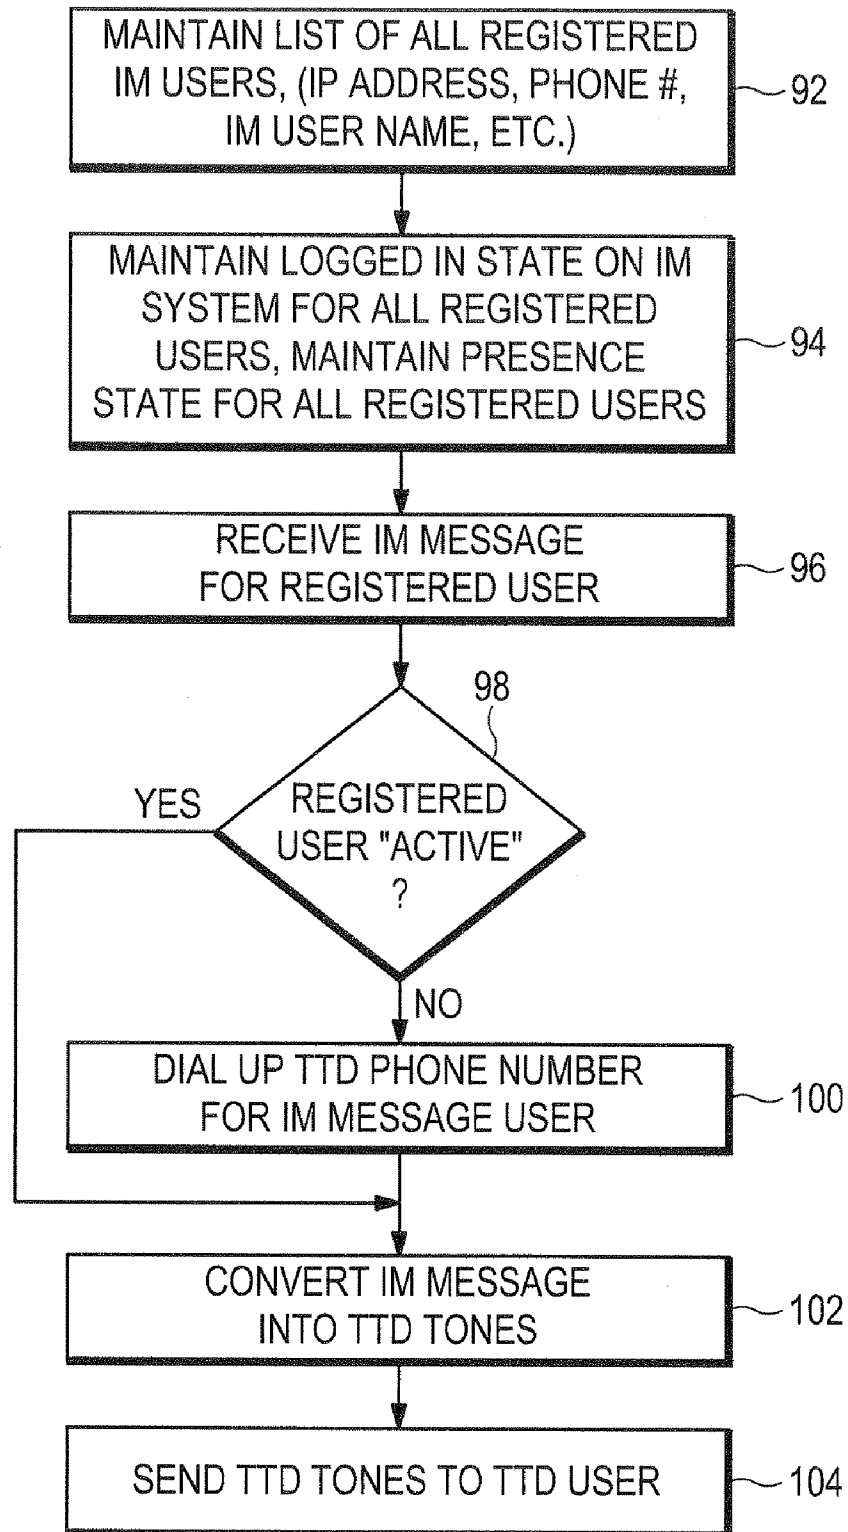 MAINTAIN LIST OF ALL REGISTERED
IM USERS, (IP ADDRESS, PHONE #,
IM USER NAME, ETC.)
92
MAINTAIN LOGGED IN STATE ON IM
SYSTEM FOR ALL REGISTERED
USERS, MAINTAIN PRESENCE
STATE FOR ALL REGISTERED USERS
94
RECEIVE IM MESSAGE
FOR REGISTERED USER
96
98
YES
REGISTERED
USER "ACTIVE"
?
NO
DIAL UP TTD PHONE NUMBER
FOR IM MESSAGE USER
100
CONVERT IM MESSAGE
INTO TTD TONES
102
SEND TTD TONES TO TTD USER
104